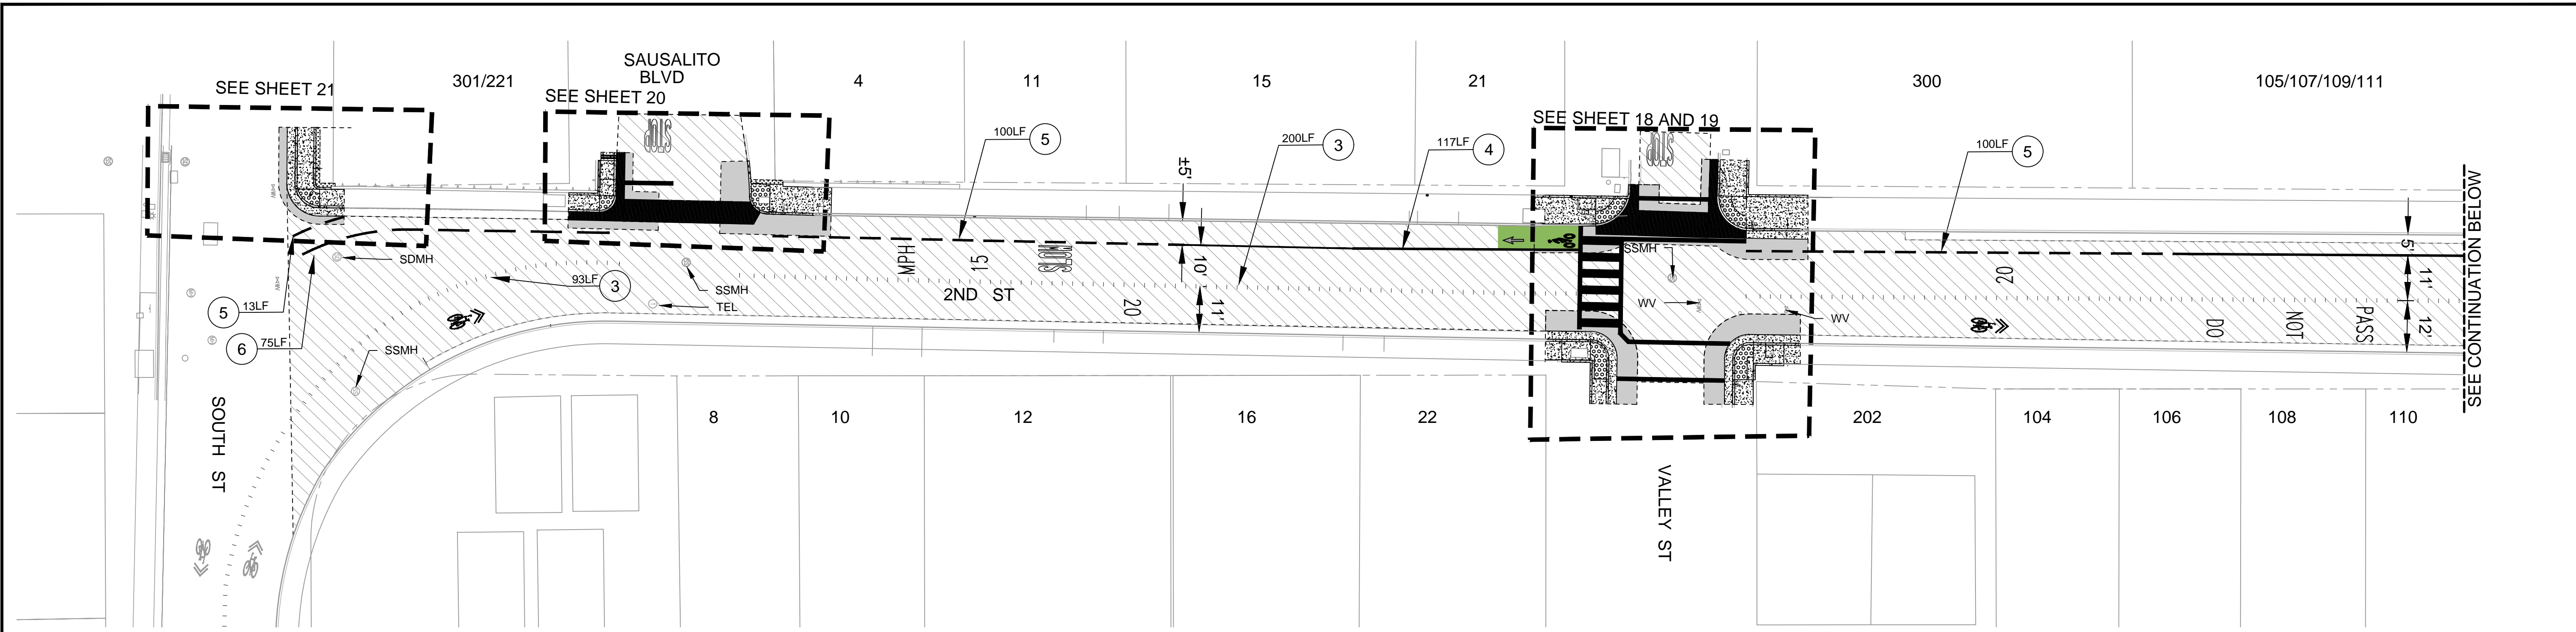 SEE SHEET 21
301/221
SAUSALITO
BLVD
SEE SHEET 20
4
11
15
21
SEE SHEET 18 AND 19
300
105/107/109/111
STOP
STOP
100LF 5
200LF 3
117LF 4
100LF 5
±5'
10'
11'
5'
11'
12'
SDMH
MPH
15
SLOW
93LF 3
SSMH
TEL
2ND ST
20
SSMH
WV
WV
20
DO
NOT
PASS
5 13LF
6 75LF
SSMH
SEE CONTINUATION BELOW
SOUTH ST
VALLEY ST
8
10
12
16
22
202
104
106
108
110